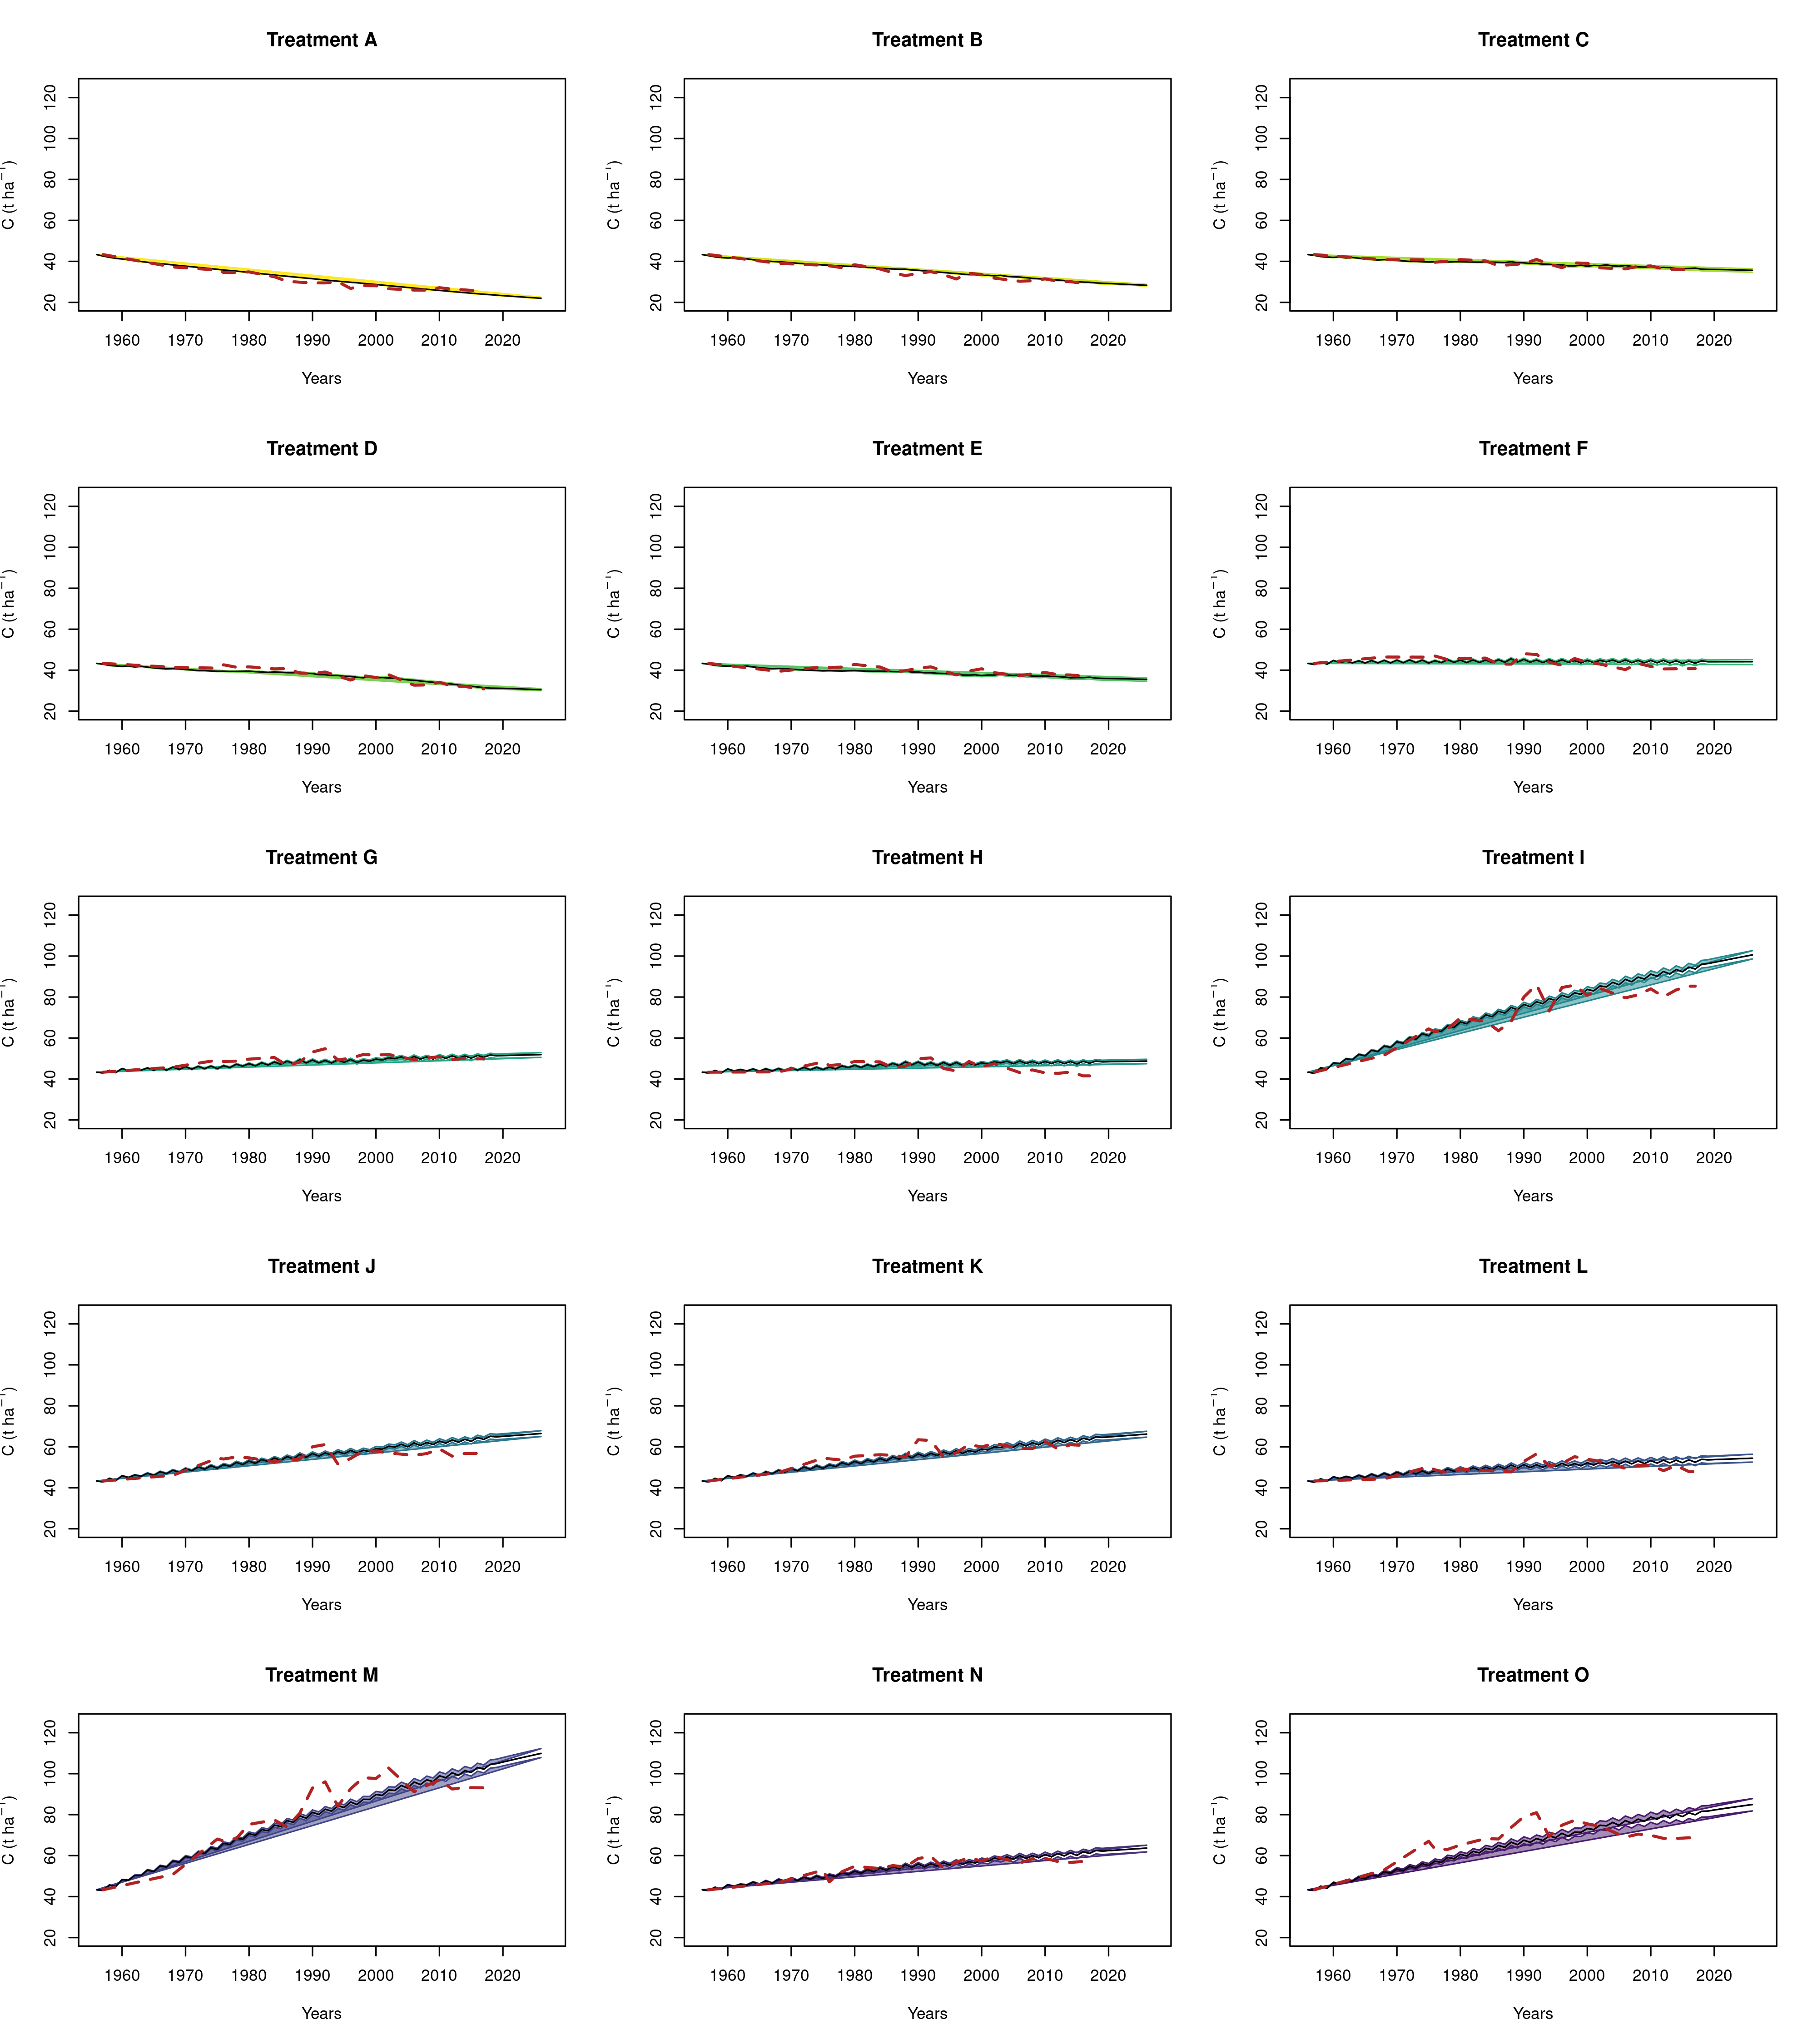 Treatment A
Treatment B
Treatment C
C (t ha⁻¹)
20 40 60 80 100 120
1960 1970 1980 1990 2000 2010 2020
Years
C (t ha⁻¹)
20 40 60 80 100 120
1960 1970 1980 1990 2000 2010 2020
Years
C (t ha⁻¹)
20 40 60 80 100 120
1960 1970 1980 1990 2000 2010 2020
Years
Treatment D
Treatment E
Treatment F
C (t ha⁻¹)
20 40 60 80 100 120
1960 1970 1980 1990 2000 2010 2020
Years
C (t ha⁻¹)
20 40 60 80 100 120
1960 1970 1980 1990 2000 2010 2020
Years
C (t ha⁻¹)
20 40 60 80 100 120
1960 1970 1980 1990 2000 2010 2020
Years
Treatment G
Treatment H
Treatment I
C (t ha⁻¹)
20 40 60 80 100 120
1960 1970 1980 1990 2000 2010 2020
Years
C (t ha⁻¹)
20 40 60 80 100 120
1960 1970 1980 1990 2000 2010 2020
Years
C (t ha⁻¹)
20 40 60 80 100 120
1960 1970 1980 1990 2000 2010 2020
Years
Treatment J
Treatment K
Treatment L
C (t ha⁻¹)
20 40 60 80 100 120
1960 1970 1980 1990 2000 2010 2020
Years
C (t ha⁻¹)
20 40 60 80 100 120
1960 1970 1980 1990 2000 2010 2020
Years
C (t ha⁻¹)
20 40 60 80 100 120
1960 1970 1980 1990 2000 2010 2020
Years
Treatment M
Treatment N
Treatment O
C (t ha⁻¹)
20 40 60 80 100 120
1960 1970 1980 1990 2000 2010 2020
Years
C (t ha⁻¹)
20 40 60 80 100 120
1960 1970 1980 1990 2000 2010 2020
Years
C (t ha⁻¹)
20 40 60 80 100 120
1960 1970 1980 1990 2000 2010 2020
Years